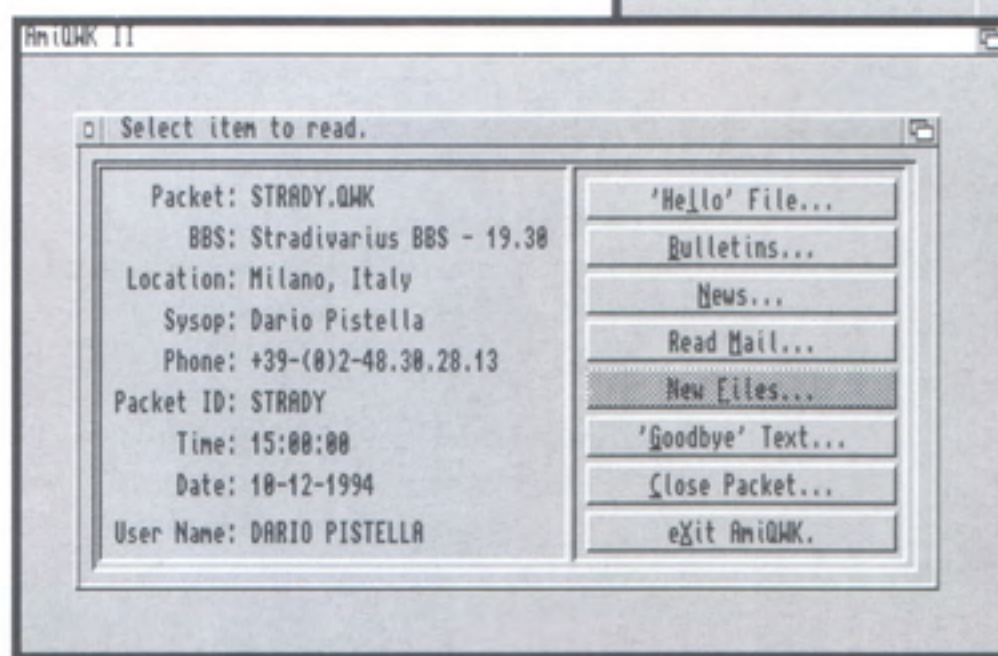 AmiQWK II
Select item to read.
Packet: STRADY.QWK
BBS: Stradivarius BBS - 19.30
Location: Milano, Italy
Sysop: Dario Pistella
Phone: +39-(0)2-48.30.28.13
Packet ID: STRADY
Time: 15:00:00
Date: 10-12-1994
User Name: DARIO PISTELLA
'Hello' File...
Bulletins...
News...
Read Mail...
New Files...
'Goodbye' Text...
Close Packet...
eXit AmiQWK.